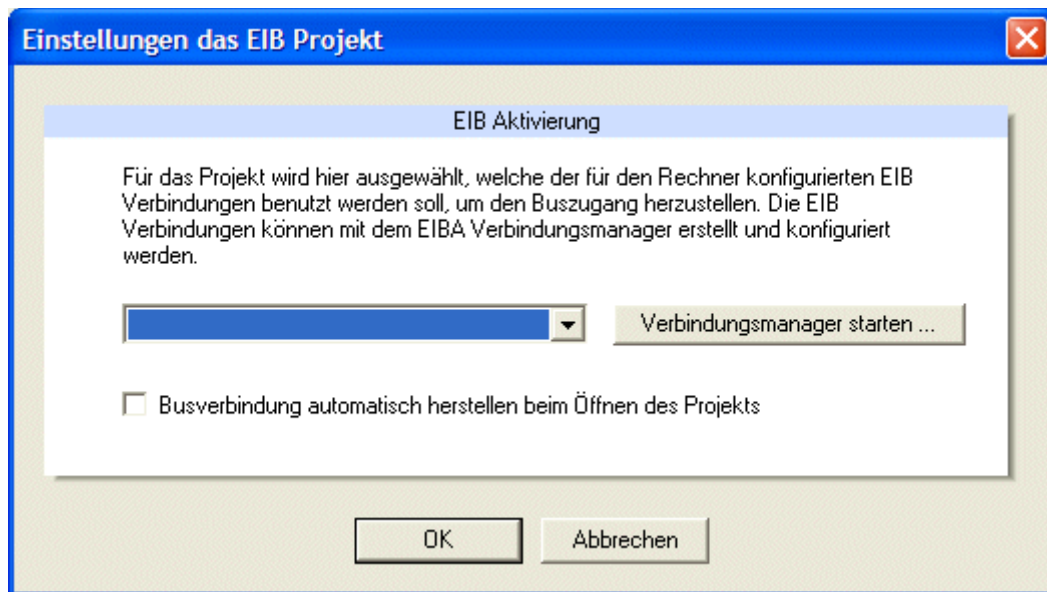 Einstellungen das EIB Projekt
EIB Aktivierung
Für das Projekt wird hier ausgewählt, welche der für den Rechner konfigurierten EIB
Verbindungen benutzt werden soll, um den Buszugang herzustellen. Die EIB
Verbindungen können mit dem EIBA Verbindungsmanager erstellt und konfiguriert
werden.
Verbindungsmanager starten ...
Busverbindung automatisch herstellen beim Öffnen des Projekts
OK
Abbrechen